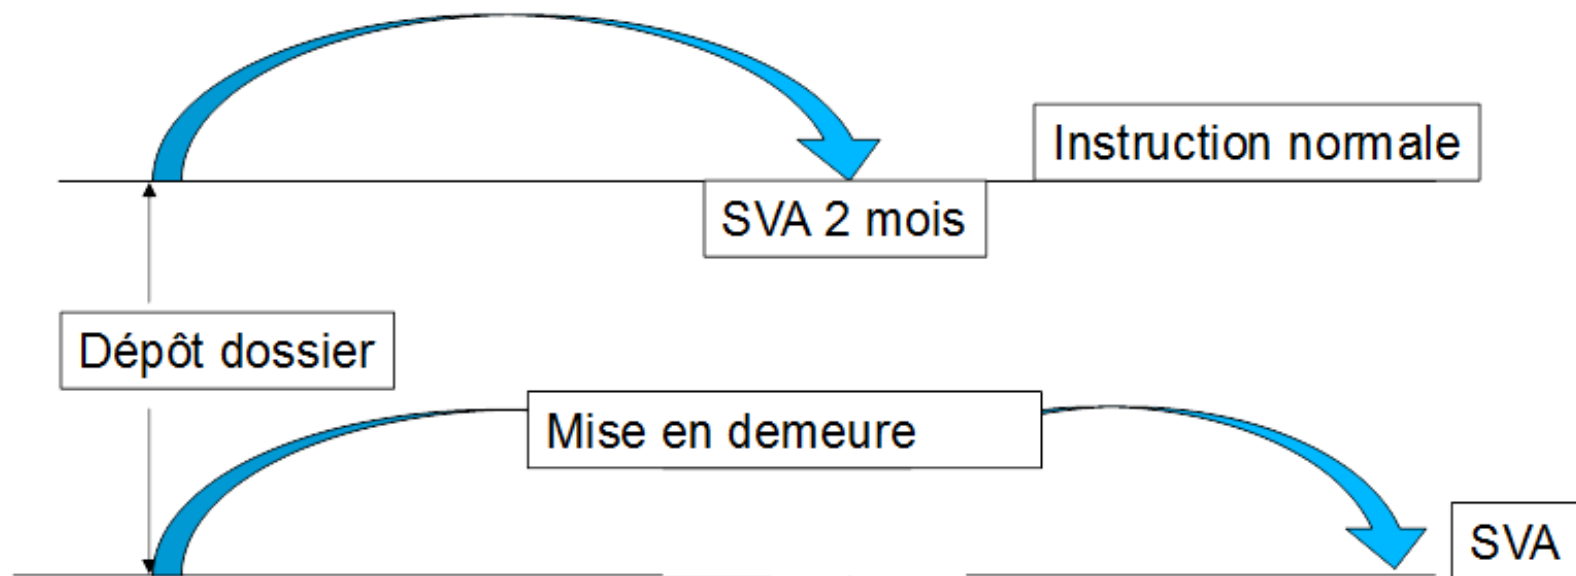 Instruction normale
SVA 2 mois
Dépôt dossier
Mise en demeure
SVA